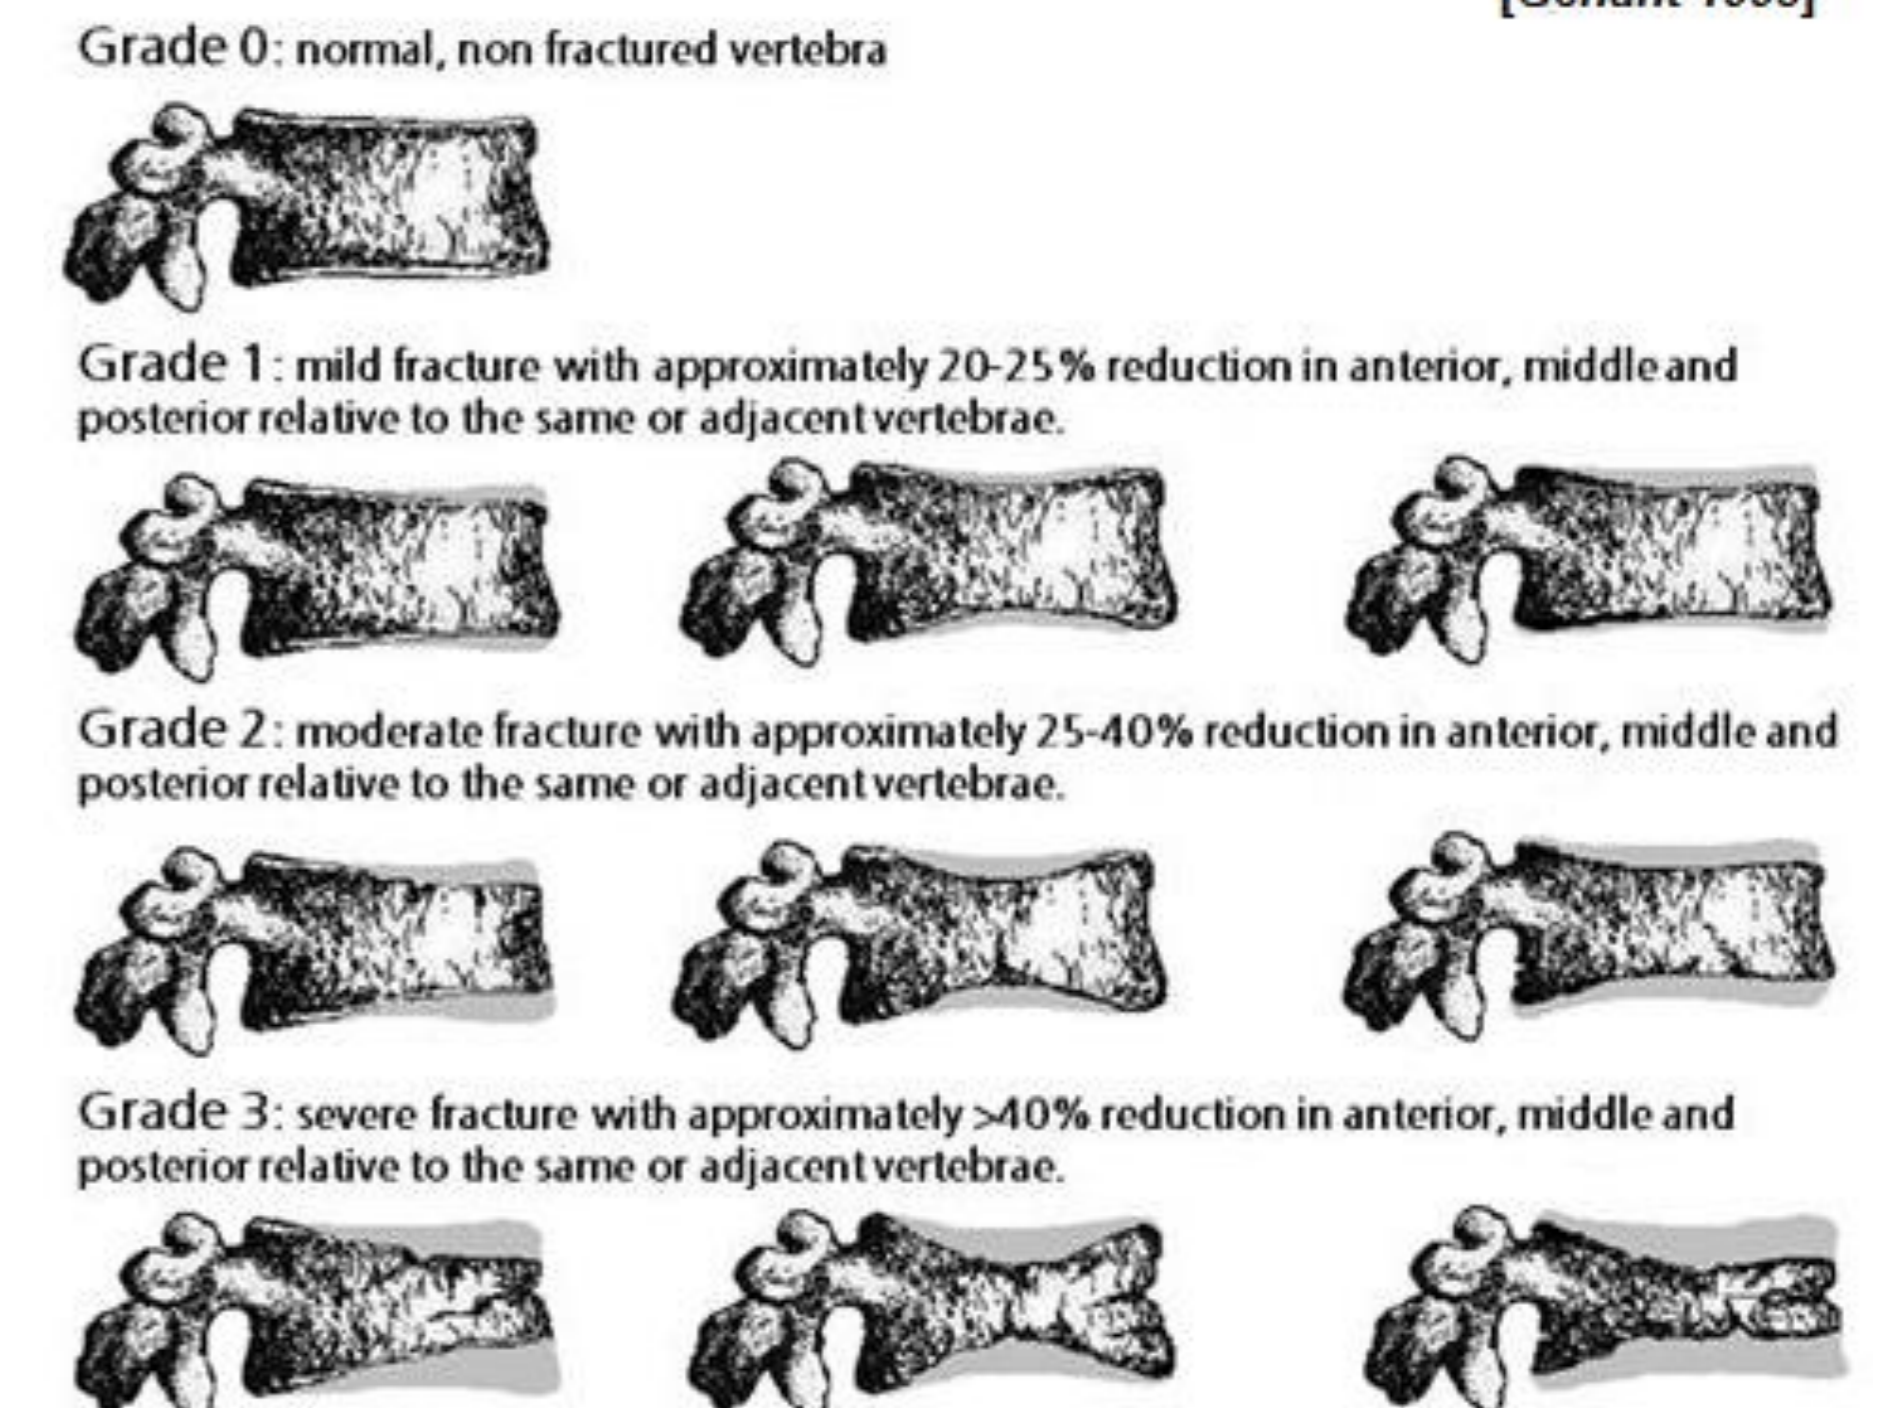 Grade 0: normal, non fractured vertebra
Grade 1: mild fracture with approximately 20-25% reduction in anterior, middle and
posterior relative to the same or adjacent vertebrae.
Grade 2: moderate fracture with approximately 25-40% reduction in anterior, middle and
posterior relative to the same or adjacent vertebrae.
Grade 3: severe fracture with approximately >40% reduction in anterior, middle and
posterior relative to the same or adjacent vertebrae.